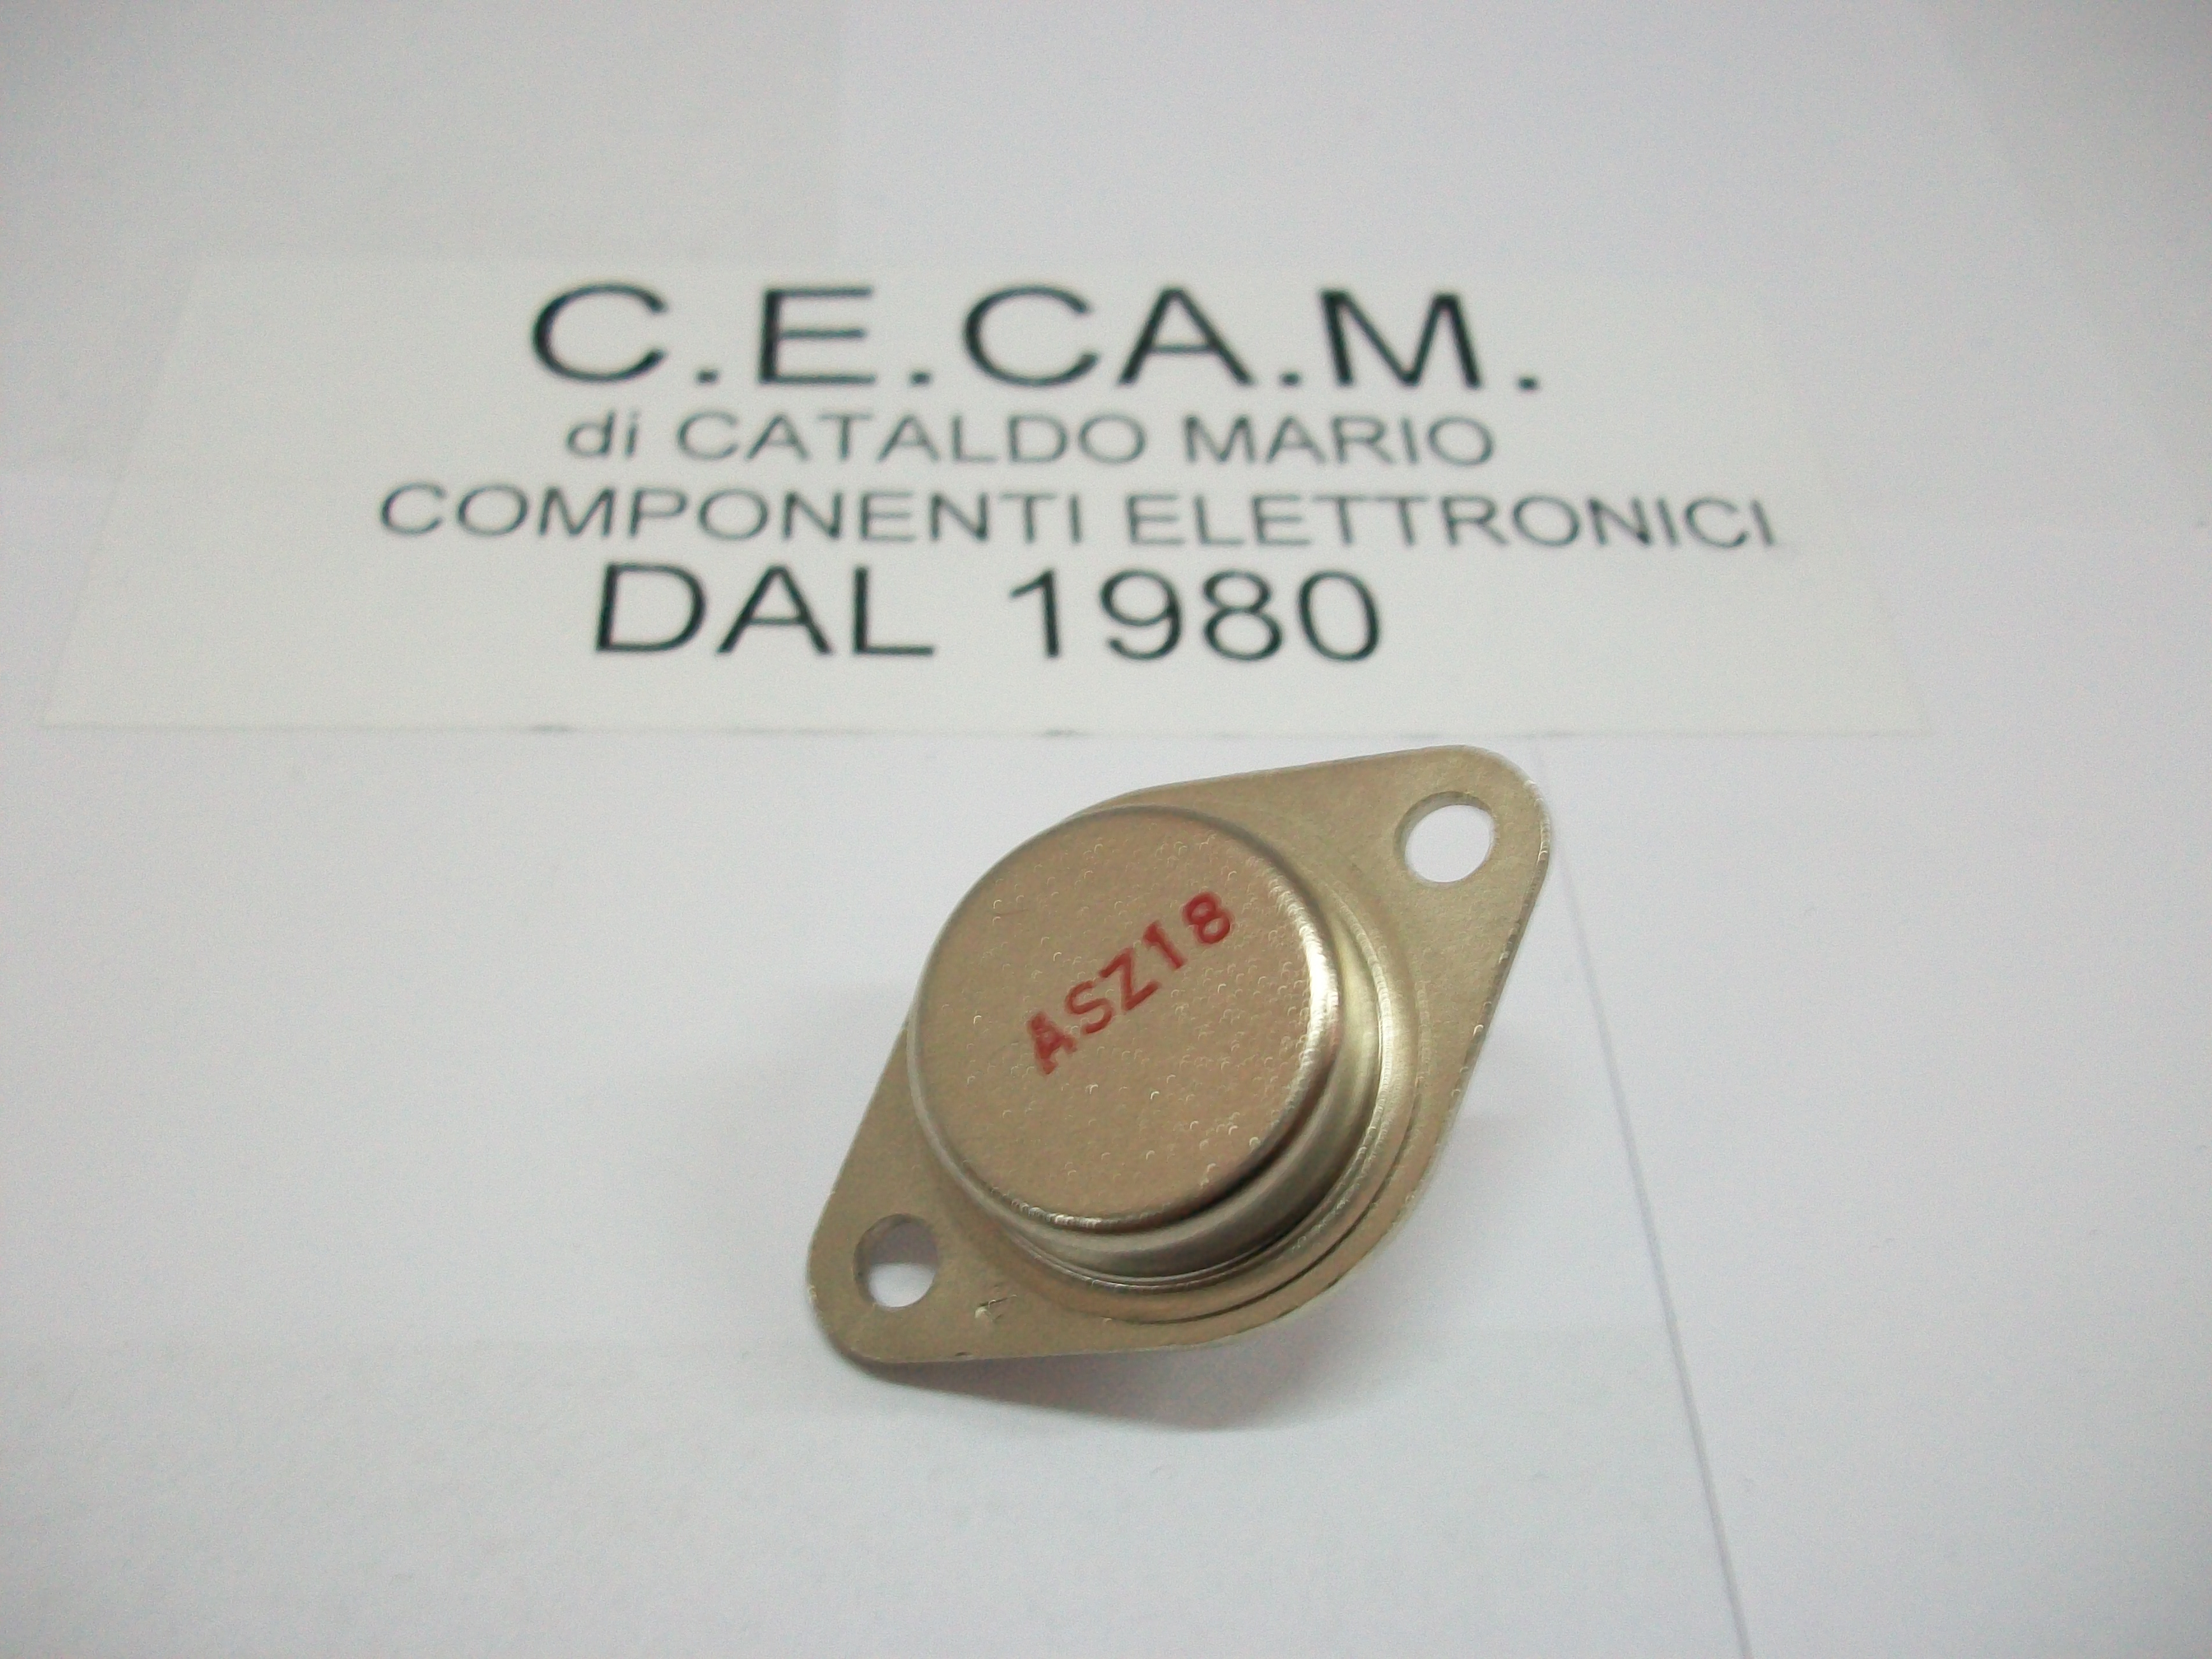 C.E.CA.M.
di CATALDO MARIO
COMPONENTI ELETTRONICI
DAL 1980
ASZ18